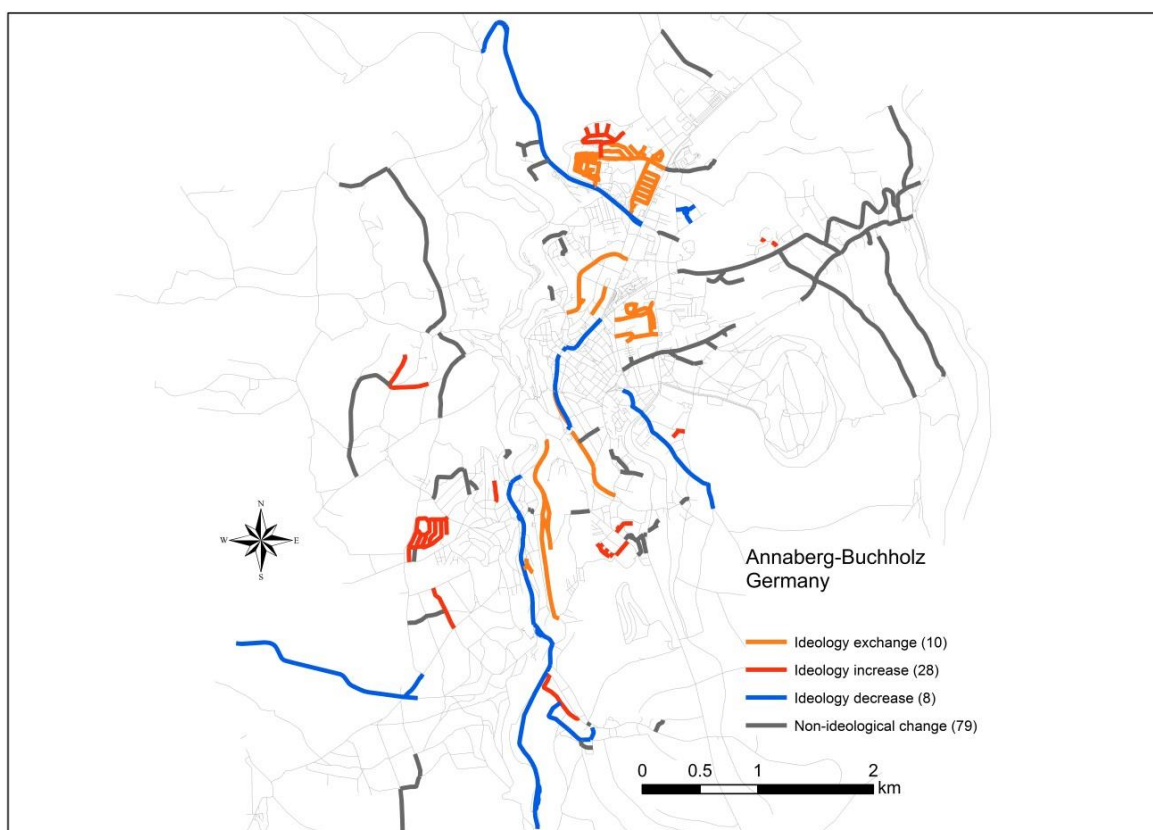 N
W E
S
Annaberg-Buchholz
Germany
Ideology exchange (10)
Ideology increase (28)
Ideology decrease (8)
Non-ideological change (79)
0 0.5 1 2
km